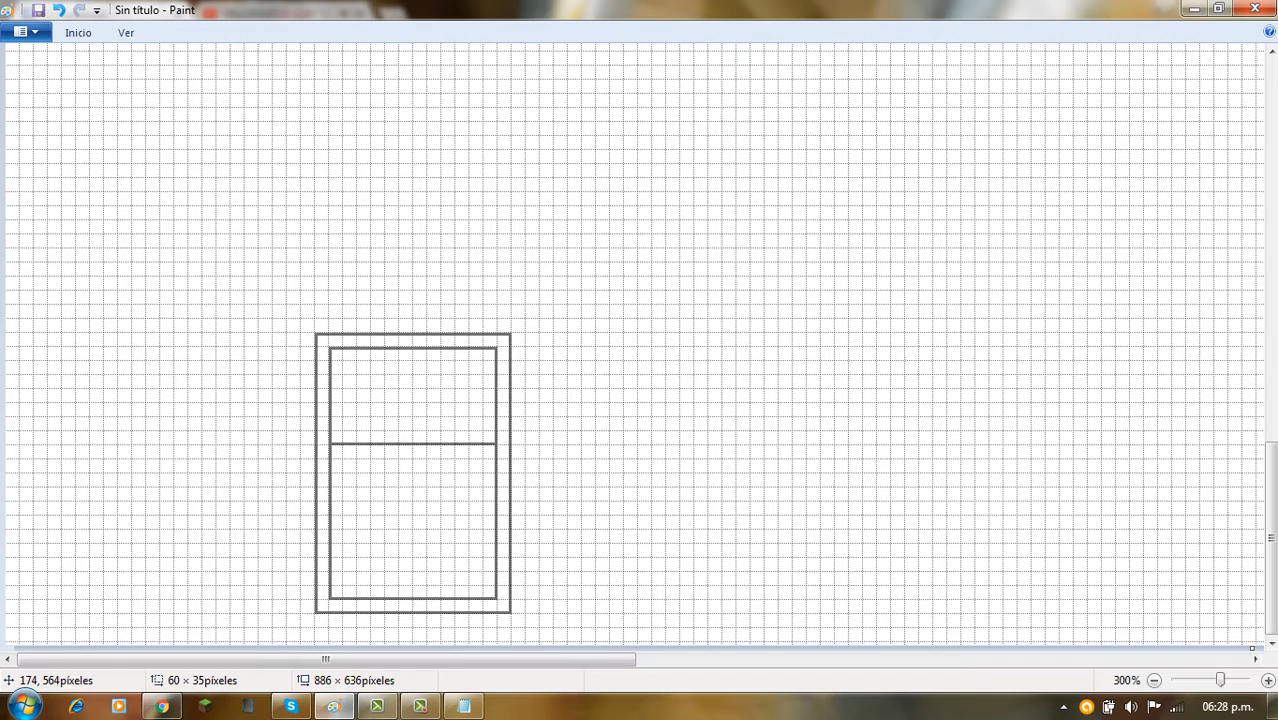 Sin título - Paint
Inicio Ver
174, 564píxeles 60 × 35píxeles 886 × 636píxeles 300%
06:28 p.m.